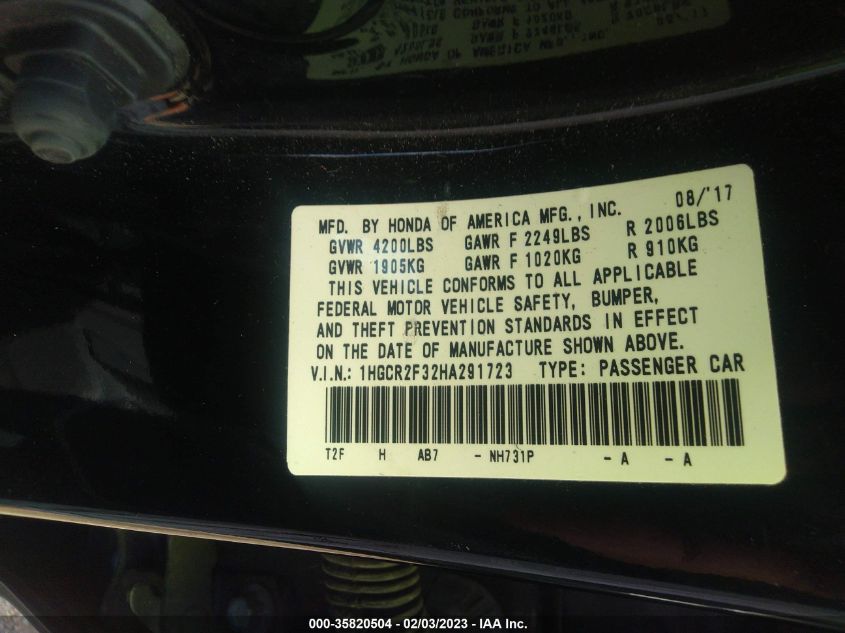 MFD. BY HONDA OF AMERICA MFG., INC. 08/'17
GVWR 4200LBS GAWR F 2249LBS R 2006LBS
GVWR 1905KG GAWR F 1020KG R 910KG
THIS VEHICLE CONFORMS TO ALL APPLICABLE
FEDERAL MOTOR VEHICLE SAFETY, BUMPER,
AND THEFT PREVENTION STANDARDS IN EFFECT
ON THE DATE OF MANUFACTURE SHOWN ABOVE.
V.I.N.: 1HGCR2F32HA291723 TYPE: PASSENGER CAR
T2F H AB7 - NH731P - A - A
000-35820504 - 02/03/2023 - IAA Inc.